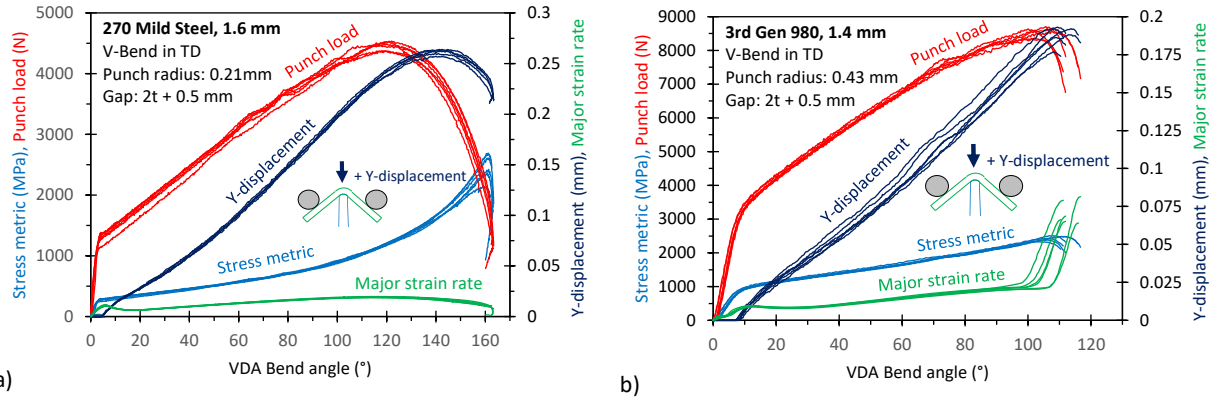 270 Mild Steel, 1.6 mm
V-Bend in TD
Punch radius: 0.21mm
Gap: 2t + 0.5 mm
Punch load
Y-displacement
+ Y-displacement
Stress metric
Major strain rate
Stress metric (MPa), Punch load (N)
5000
4500
4000
3500
3000
2500
2000
1500
1000
500
0
0 20 40 60 80 100 120 140 160
VDA Bend angle (°)
0.3
0.25
0.2
0.15
0.1
0.05
0
Y-displacement (mm), Major strain rate
a)
3rd Gen 980, 1.4 mm
V-Bend in TD
Punch radius: 0.43 mm
Gap: 2t + 0.5 mm
Punch load
Y-displacement
+ Y-displacement
Stress metric
Major strain rate
Stress metric (MPa), Punch load (N)
9000
8000
7000
6000
5000
4000
3000
2000
1000
0
0 20 40 60 80 100 120
VDA Bend angle (°)
0.2
0.175
0.15
0.125
0.1
0.075
0.05
0.025
0
Y-displacement (mm), Major strain rate
b)